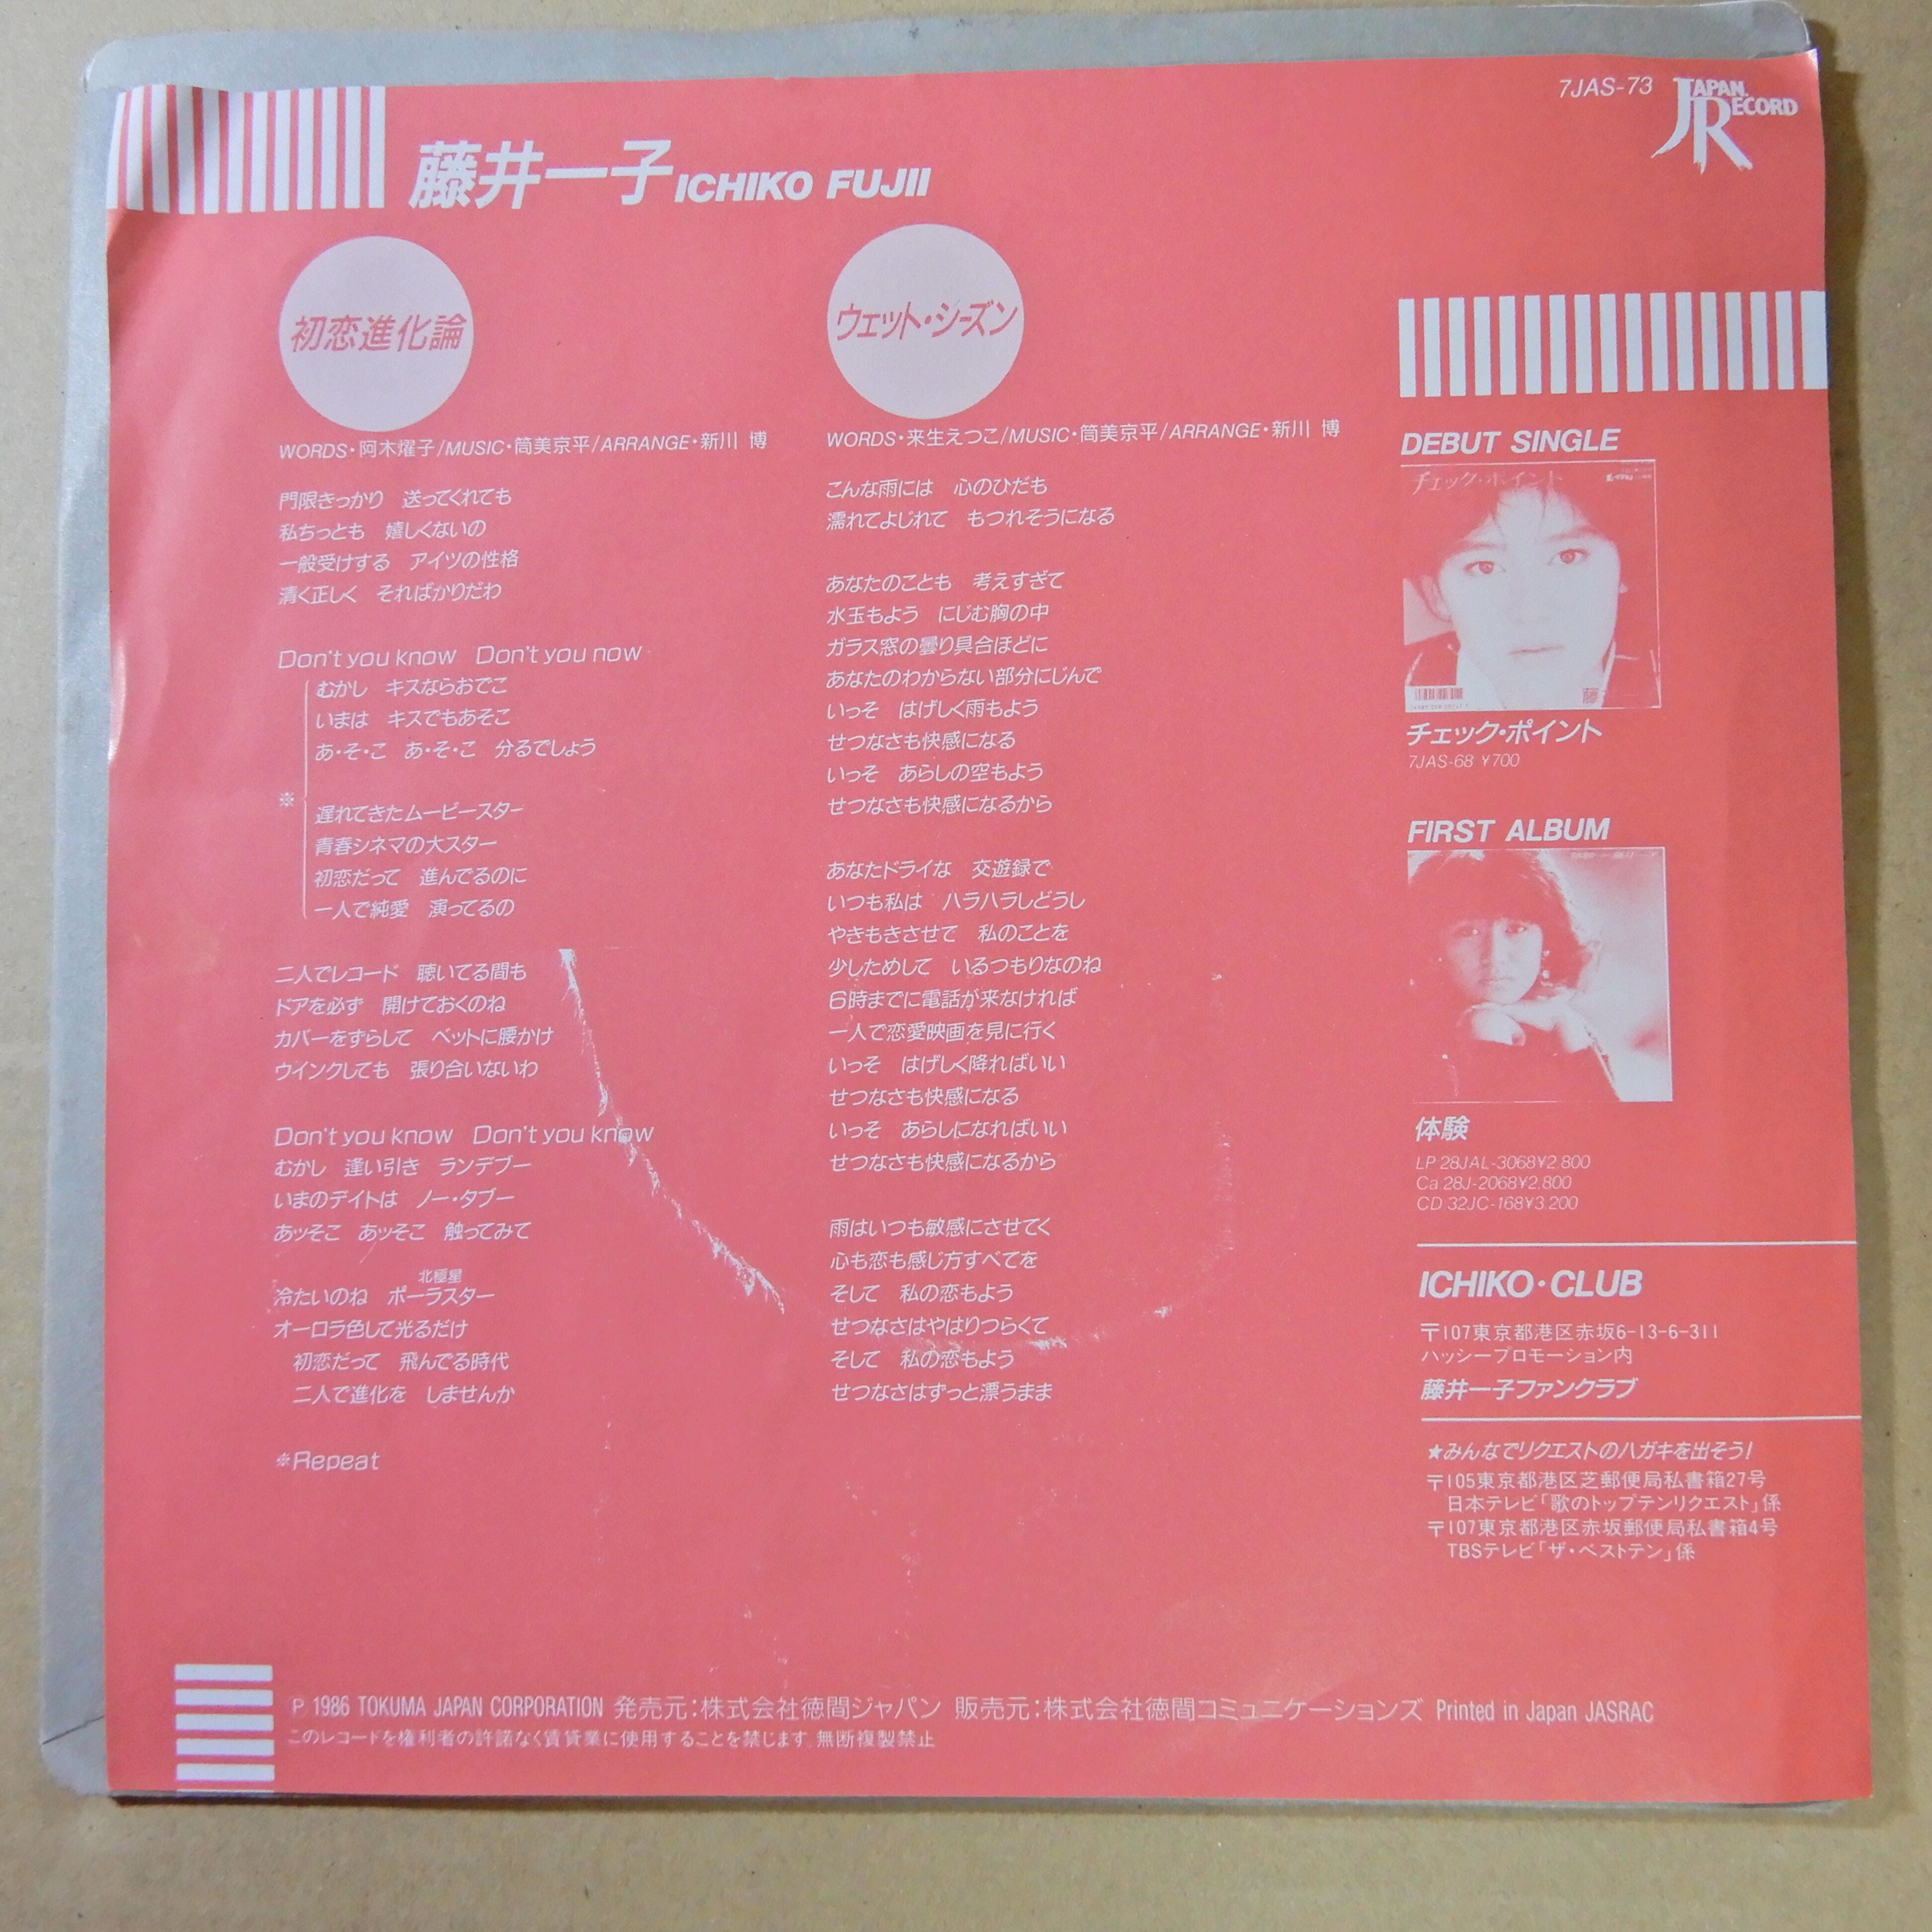 7JAS-73
JAPAN. RECORD
藤井一子 ICHIKO FUJII
初恋進化論
WORDS・阿木燿子/MUSIC・筒美京平/ARRANGE・新川 博
門限きっかり 送ってくれても
私ちっとも 嬉しくないの
一般受けする アイツの性格
清く正しく そればかりだわ
Don't you know Don't you now
むかし キスならおでこ
いまは キスでもあそこ
あ・そ・こ あ・そ・こ 分るでしょう
※
遅れてきたムービースター
青春シネマの大スター
初恋だって 進んでるのに
一人で純愛 演ってるの
二人でレコード 聴いてる間も
ドアを必ず 開けておくのね
カバーをずらして ベットに腰かけ
ウインクしても 張り合いないわ
Don't you know Don't you know
むかし 逢い引き ランデブー
いまのデイトは ノー・タブー
あッそこ あッそこ 触ってみて
北極星
冷たいのね ポーラスター
オーロラ色して光るだけ
初恋だって 飛んでる時代
二人で進化を しませんか
※Repeat
ウェット・シーズン
WORDS・来生えつこ/MUSIC・筒美京平/ARRANGE・新川 博
こんな雨には 心のひだも
濡れてよじれて もつれそうになる
あなたのことも 考えすぎて
水玉もよう にじむ胸の中
ガラス窓の曇り具合ほどに
あなたのわからない部分にじんで
いっそ はげしく雨もよう
せつなさも快感になる
いっそ あらしの空もよう
せつなさも快感になるから
あなたドライな 交遊録で
いつも私は ハラハラしどうし
やきもきさせて 私のことを
少しためして いるつもりなのね
6時までに電話が来なければ
一人で恋愛映画を見に行く
いっそ はげしく降ればいい
せつなさも快感になる
いっそ あらしになればいい
せつなさも快感になるから
雨はいつも敏感にさせてく
心も恋も感じ方すべてを
そして 私の恋もよう
せつなさはやはりつらくて
そして 私の恋もよう
せつなさはずっと漂うまま
DEBUT SINGLE
チェック・ポイント
チェック・ポイント
7JAS-68 ¥700
FIRST ALBUM
体験
LP 28JAL-3068¥2.800
Ca 28J-2068¥2.800
CD 32JC-168¥3.200
ICHIKO・CLUB
〒107東京都港区赤坂6-13-6-311
ハッシープロモーション内
藤井一子ファンクラブ
★みんなでリクエストのハガキを出そう!
〒105東京都港区芝郵便局私書箱27号
日本テレビ「歌のトップテンリクエスト」係
〒107東京都港区赤坂郵便局私書箱4号
TBSテレビ「ザ・ベストテン」係
Ⓟ 1986 TOKUMA JAPAN CORPORATION 発売元:株式会社徳間ジャパン 販売元:株式会社徳間コミュニケーションズ Printed in Japan JASRAC
このレコードを権利者の許諾なく賃貸業に使用することを禁じます。無断複製禁止